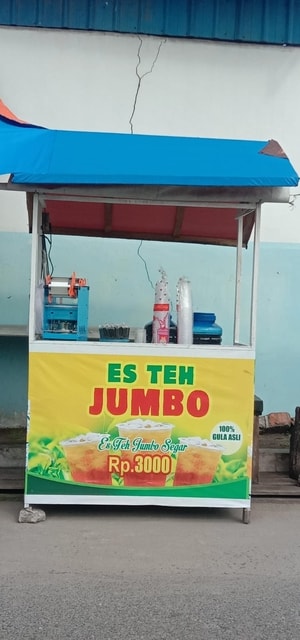 ES TEH
JUMBO
100%
GULA ASLI
Es Teh Jumbo Segar
Rp.3000